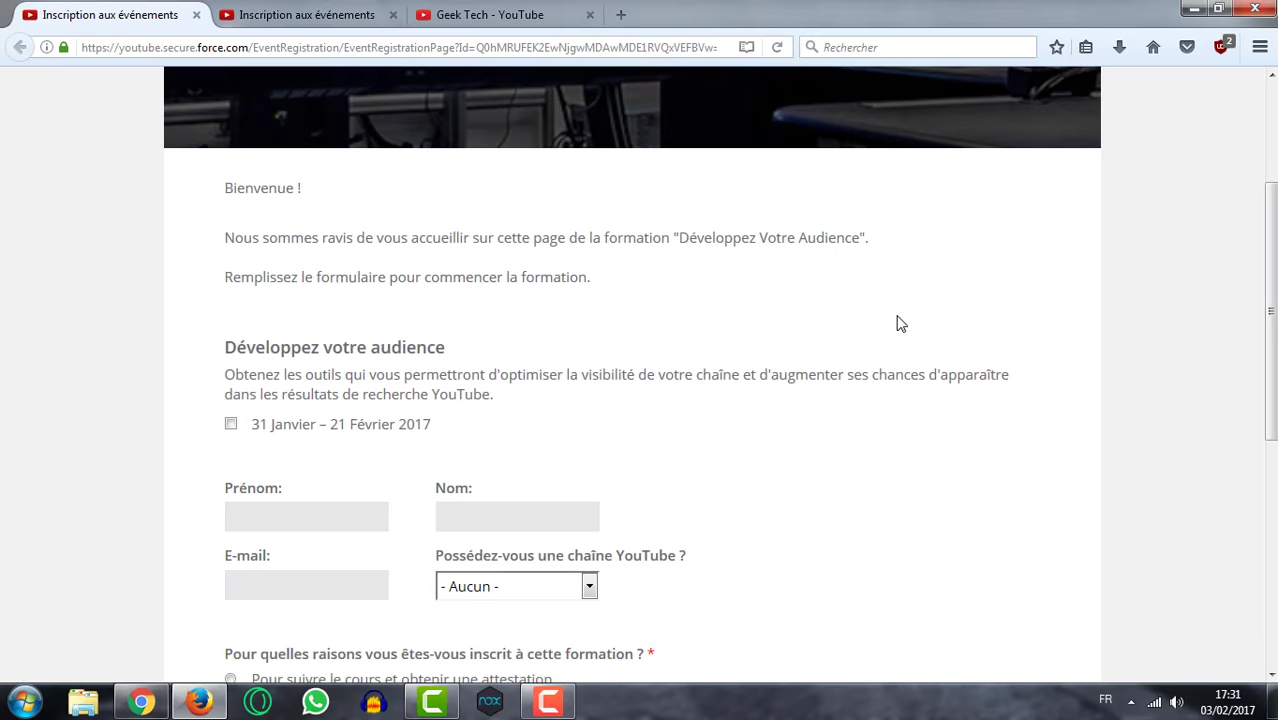 Inscription aux événements
Inscription aux événements
Geek Tech - YouTube
https://youtube.secure.force.com/EventRegistration/EventRegistrationPage?Id=Q0hMRUFEK2EwNjgwMDAwMDE1RVQxVEFBVw=
Rechercher
2
Bienvenue !
Nous sommes ravis de vous accueillir sur cette page de la formation "Développez Votre Audience".
Remplissez le formulaire pour commencer la formation.
Développez votre audience
Obtenez les outils qui vous permettront d'optimiser la visibilité de votre chaîne et d'augmenter ses chances d'apparaître
dans les résultats de recherche YouTube.
31 Janvier – 21 Février 2017
Prénom: Nom:
E-mail: Possédez-vous une chaîne YouTube ?
- Aucun -
Pour quelles raisons vous êtes-vous inscrit à cette formation ? *
Pour suivre le cours et obtenir une attestation
nox
FR
17:31
03/02/2017